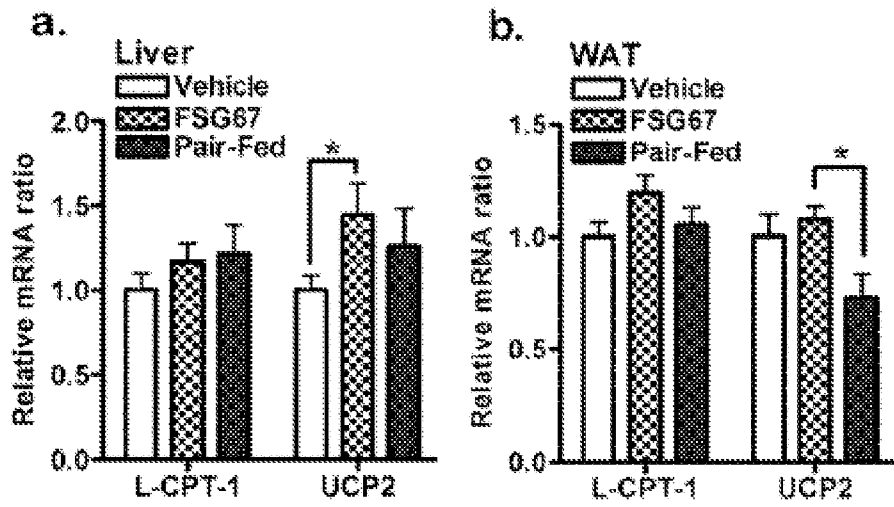 a.
Liver
Vehicle
FSG67
Pair-Fed
Relative mRNA ratio
2.0
1.5
1.0
0.5
0.0
L-CPT-1 UCP2
*
b.
WAT
Vehicle
FSG67
Pair-Fed
Relative mRNA ratio
1.5
1.0
0.5
0.0
L-CPT-1 UCP2
*